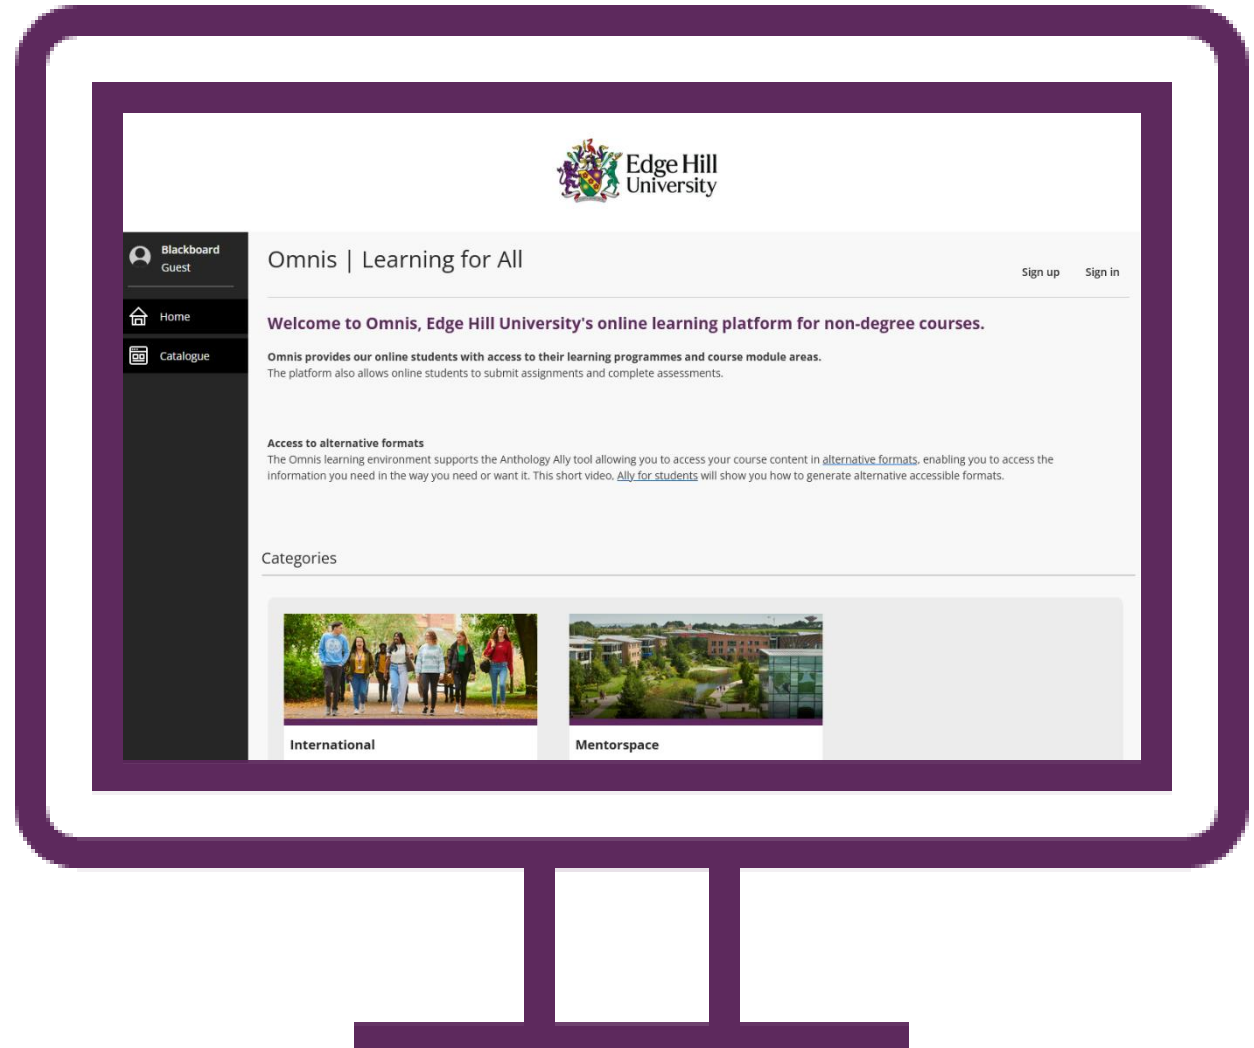 Edge Hill
University
Blackboard
Guest
Home
Catalogue
Omnis | Learning for All
Sign up Sign in
Welcome to Omnis, Edge Hill University's online learning platform for non-degree courses.
Omnis provides our online students with access to their learning programmes and course module areas.
The platform also allows online students to submit assignments and complete assessments.
Access to alternative formats
The Omnis learning environment supports the Anthology Ally tool allowing you to access your course content in alternative formats, enabling you to access the
information you need in the way you need or want it. This short video, Ally for students will show you how to generate alternative accessible formats.
Categories
International Mentorspace